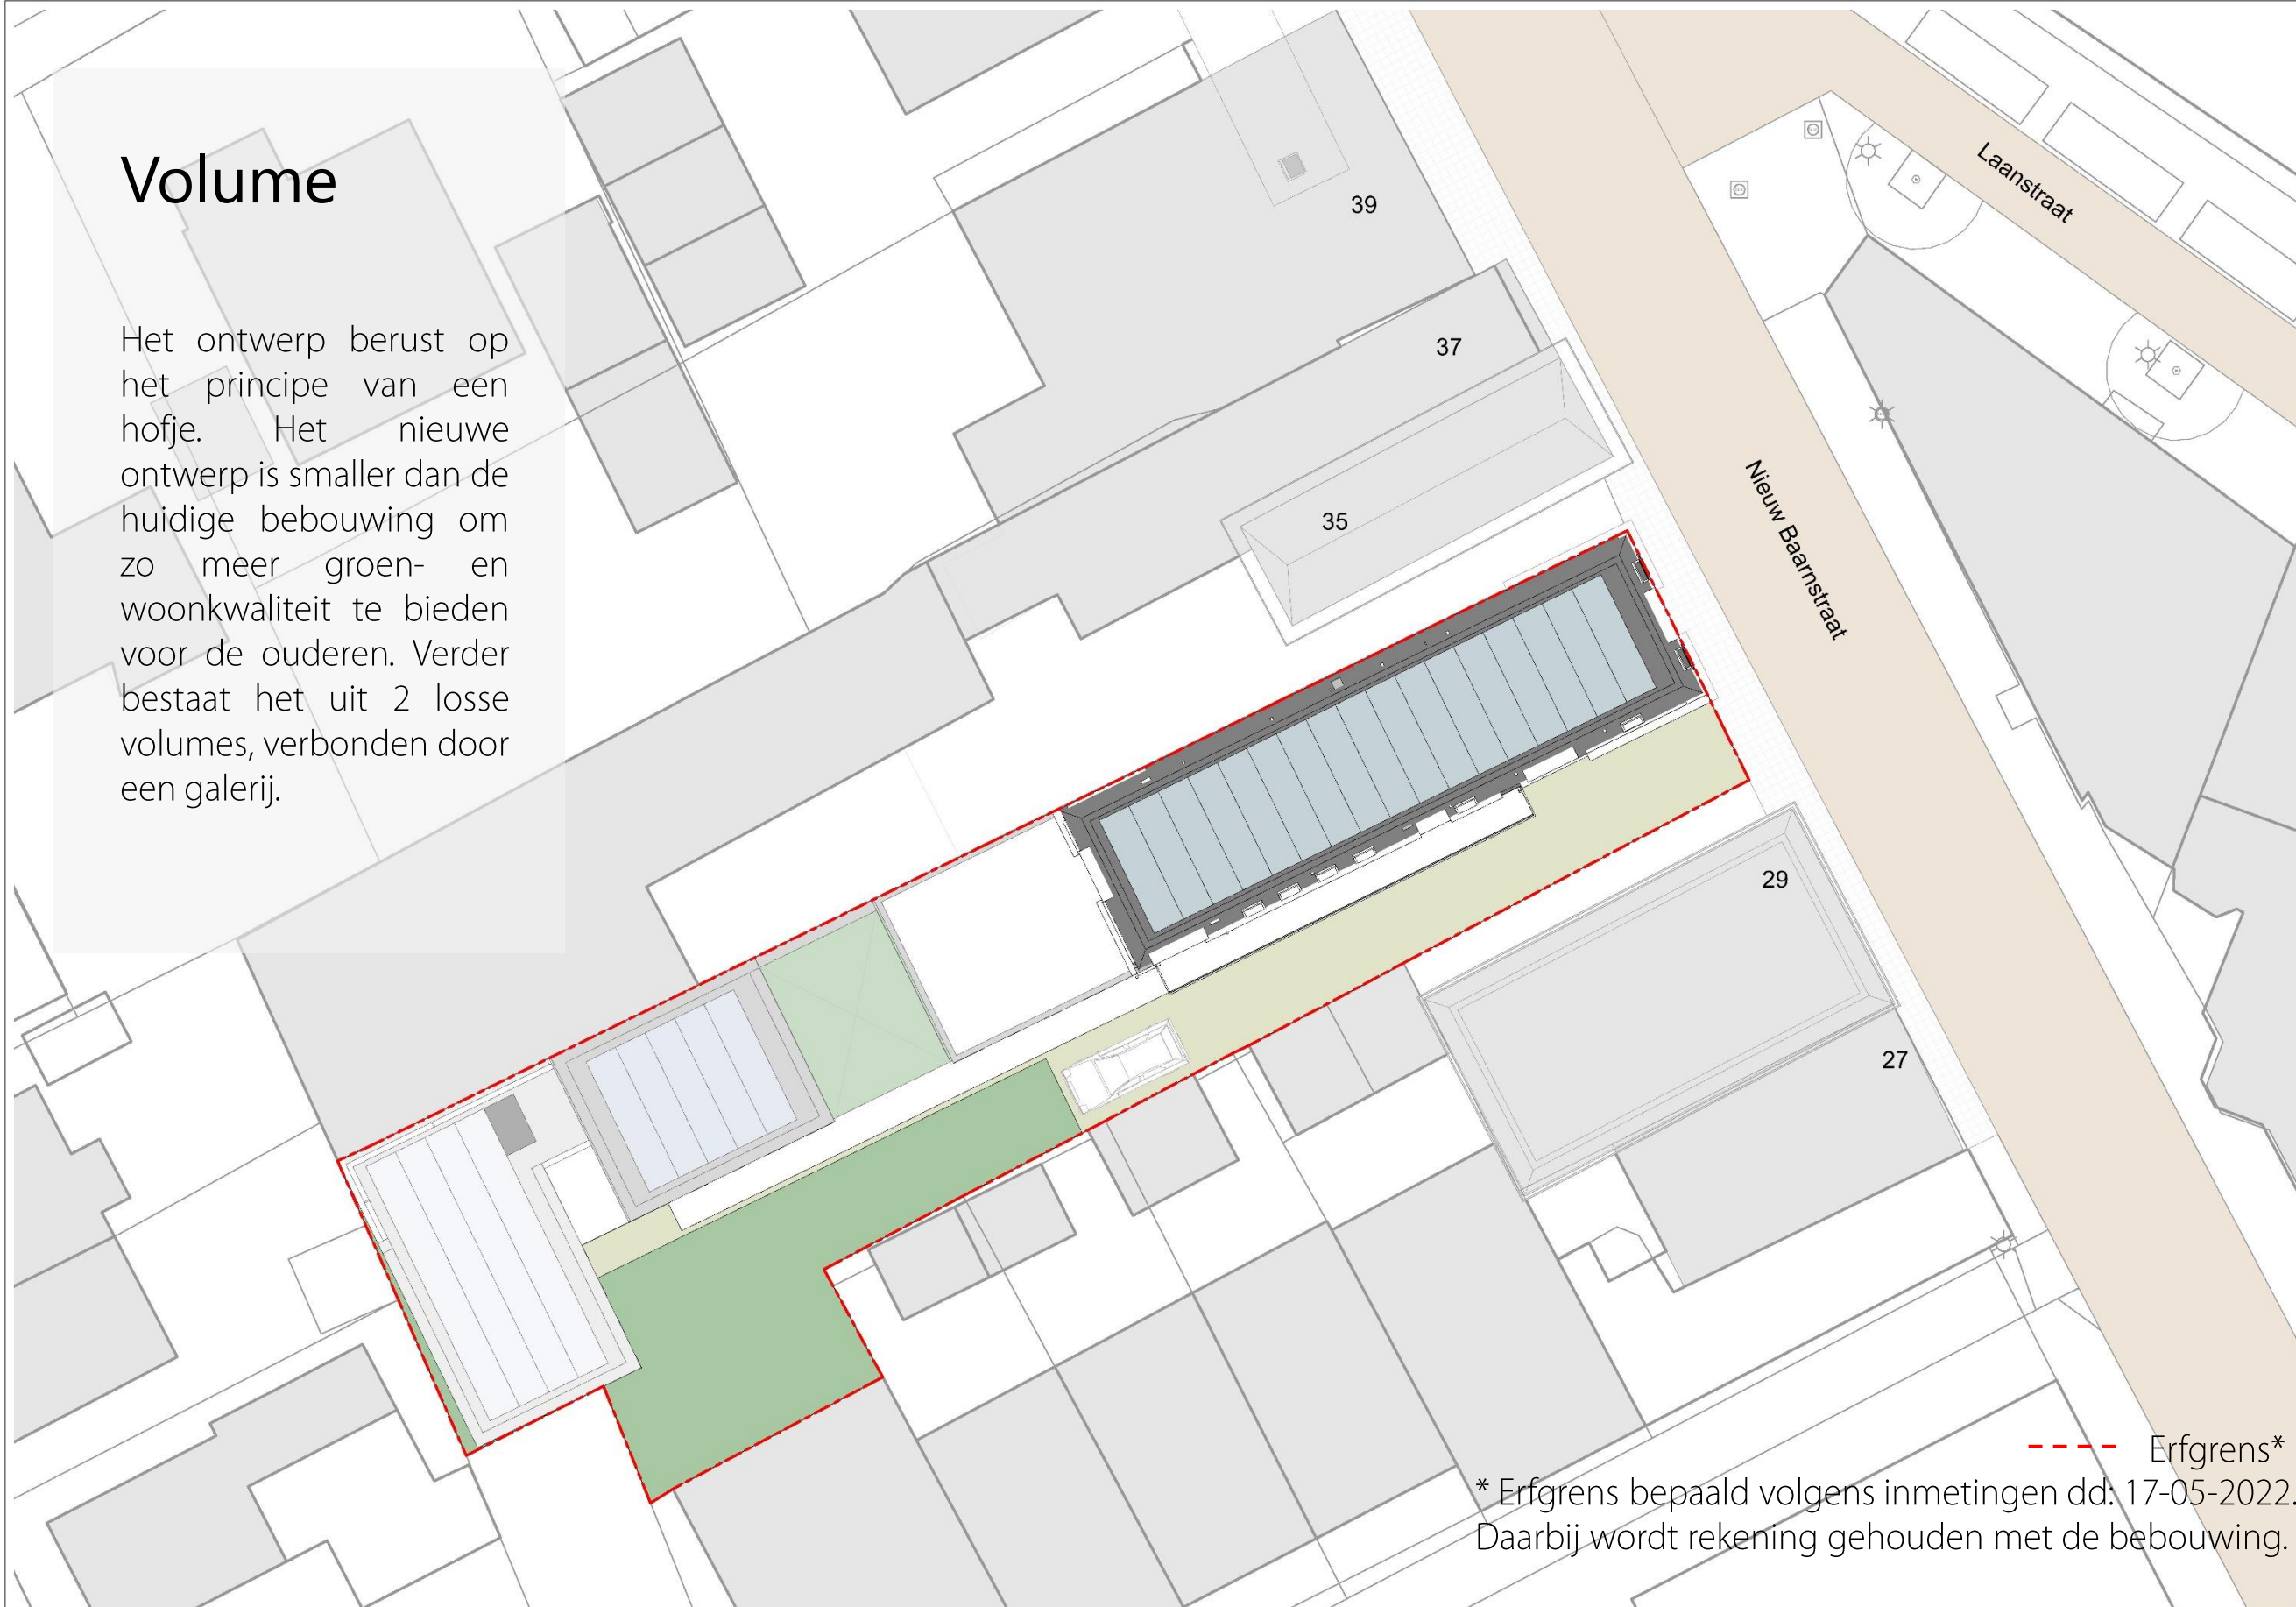 Volume
Het ontwerp berust op
het principe van een
hofje. Het nieuwe
ontwerp is smaller dan de
huidige bebouwing om
zo meer groen- en
woonkwaliteit te bieden
voor de ouderen. Verder
bestaat het uit 2 losse
volumes, verbonden door
een galerij.
39
37
35
Laanstraat
Nieuw Baarnstraat
29
27
Erfgrens*
* Erfgrens bepaald volgens inmetingen dd: 17-05-2022.
Daarbij wordt rekening gehouden met de bebouwing.